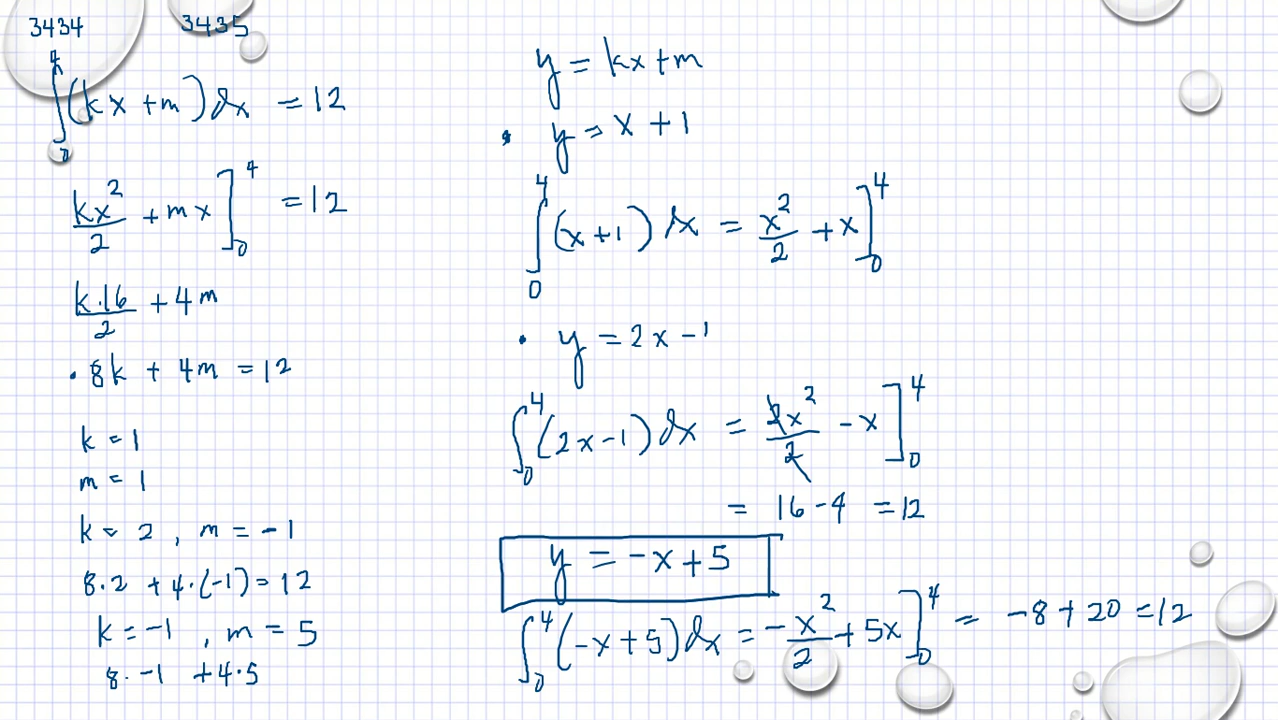 3434 3435
∫₀⁴ (kx + m) dx = 12
kx²/2 + mx ]₀⁴ = 12
k·16/2 + 4m
• 8k + 4m = 12
k = 1
m = 1
k = 2 , m = -1
8·2 + 4·(-1) = 12
k = -1 , m = 5
8·-1 + 4·5
y = kx + m
• y = x + 1
∫₀⁴ (x+1) dx = x²/2 + x ]₀⁴
• y = 2x - 1
∫₀⁴ (2x-1) dx = 2x²/2 - x ]₀⁴
= 16 - 4 = 12
y = -x + 5
∫₀⁴ (-x + 5) dx = -x²/2 + 5x ]₀⁴ = -8 + 20 = 12